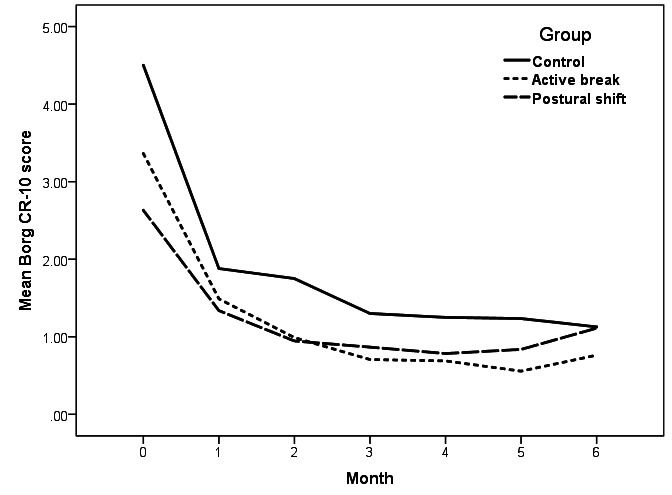 Group
Control
Active break
Postural shift
Mean Borg CR-10 score
5.00
4.00
3.00
2.00
1.00
.00
0 1 2 3 4 5 6
Month